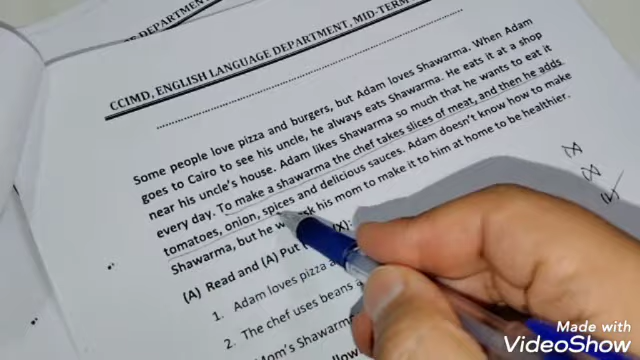 DEPARTMENT
CCIMD, ENGLISH LANGUAGE DEPARTMENT, MID-TERM
Some people love pizza and burgers, but Adam loves Shawarma. When Adam
goes to Cairo to see his uncle, he always eats Shawarma. He eats it at a shop
near his uncle's house. Adam likes Shawarma so much that he wants to eat it
every day. To make a shawarma the chef takes slices of meat, and then he adds
tomatoes, onion, spices and delicious sauces. Adam doesn't know how to make
Shawarma, but he his mom to make it to him at home to be healthier.
(A) Read and (A) Put
1. Adam loves pizza
2. The chef uses beans
Mom's Shawarma
Made with
VideoShow